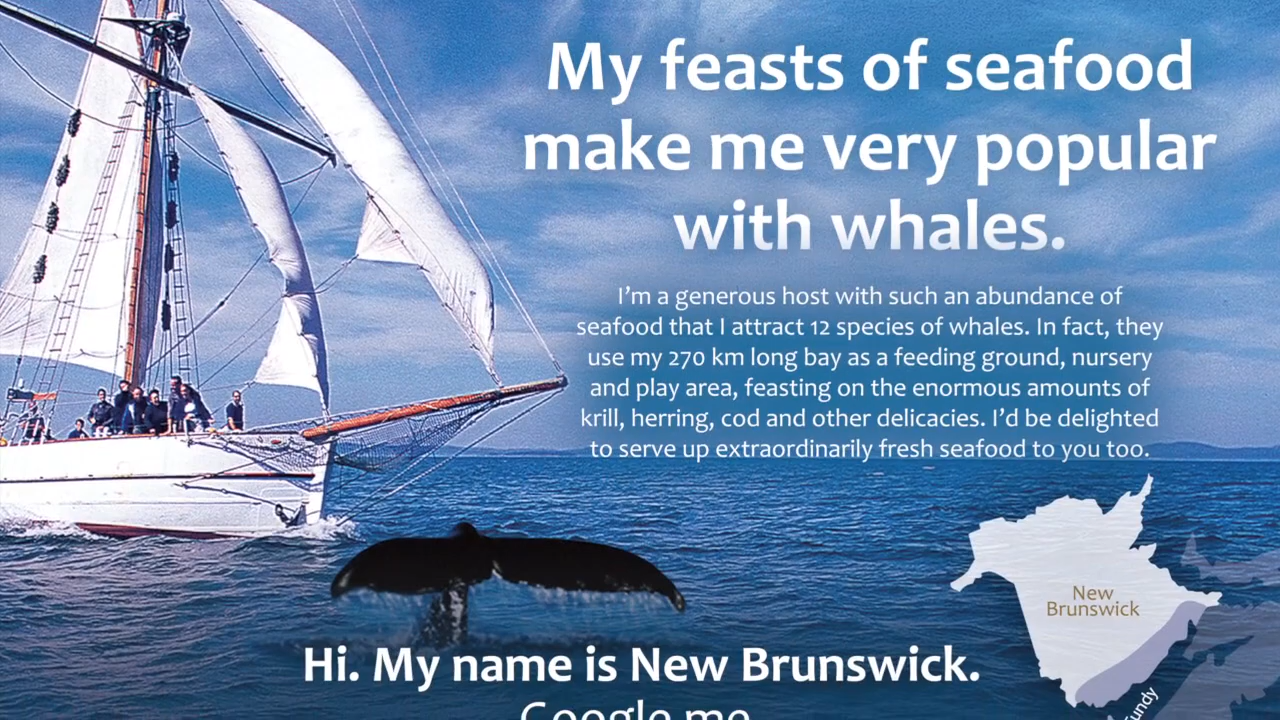 My feasts of seafood
make me very popular
with whales.
I'm a generous host with such an abundance of
seafood that I attract 12 species of whales. In fact, they
use my 270 km long bay as a feeding ground, nursery
and play area, feasting on the enormous amounts of
krill, herring, cod and other delicacies. I'd be delighted
to serve up extraordinarily fresh seafood to you too.
New
Brunswick
Hi. My name is New Brunswick.
Google me